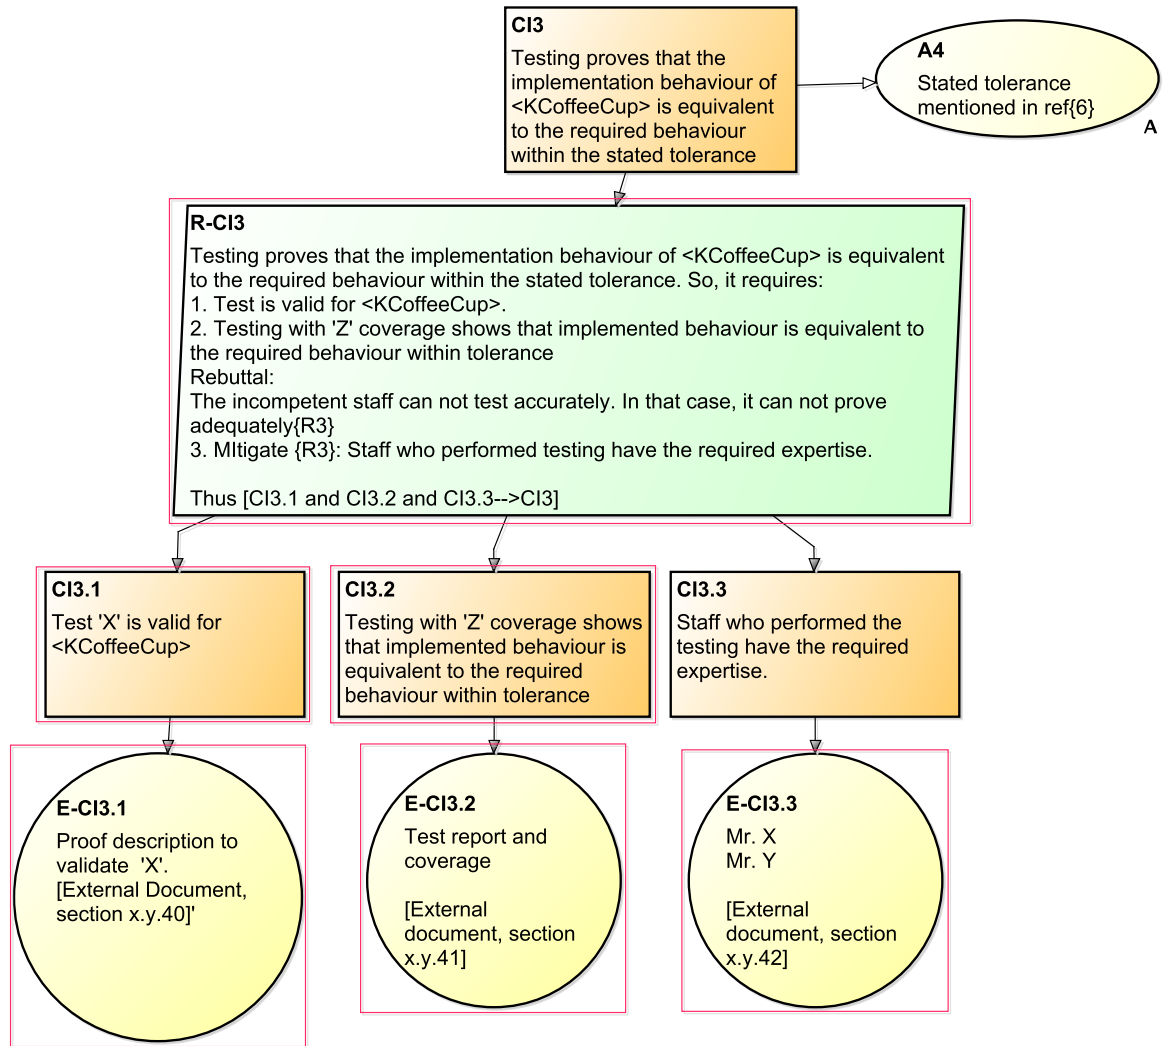 CI3
Testing proves that the
implementation behaviour of
<KCoffeeCup> is equivalent
to the required behaviour
within the stated tolerance
A4
Stated tolerance
mentioned in ref{6}
A
R-CI3
Testing proves that the implementation behaviour of <KCoffeeCup> is equivalent
to the required behaviour within the stated tolerance. So, it requires:
1. Test is valid for <KCoffeeCup>.
2. Testing with 'Z' coverage shows that implemented behaviour is equivalent to
the required behaviour within tolerance
Rebuttal:
The incompetent staff can not test accurately. In that case, it can not prove
adequately{R3}
3. MItigate {R3}: Staff who performed testing have the required expertise.
Thus [CI3.1 and CI3.2 and CI3.3-->CI3]
CI3.1
Test 'X' is valid for
<KCoffeeCup>
CI3.2
Testing with 'Z' coverage shows
that implemented behaviour is
equivalent to the required
behaviour within tolerance
CI3.3
Staff who performed the
testing have the required
expertise.
E-CI3.1
Proof description to
validate  'X'.
[External Document,
section x.y.40]'
E-CI3.2
Test report and
coverage
[External
document, section
x.y.41]
E-CI3.3
Mr. X
Mr. Y
[External
document, section
x.y.42]